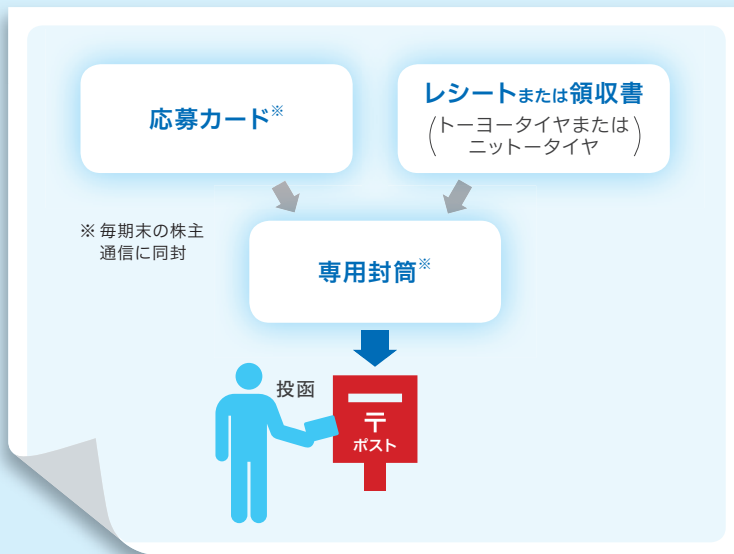 応募カード※
レシートまたは領収書
(トーヨータイヤまたは
ニットータイヤ)
※ 毎期末の株主
通信に同封
専用封筒※
投函
〒
ポスト